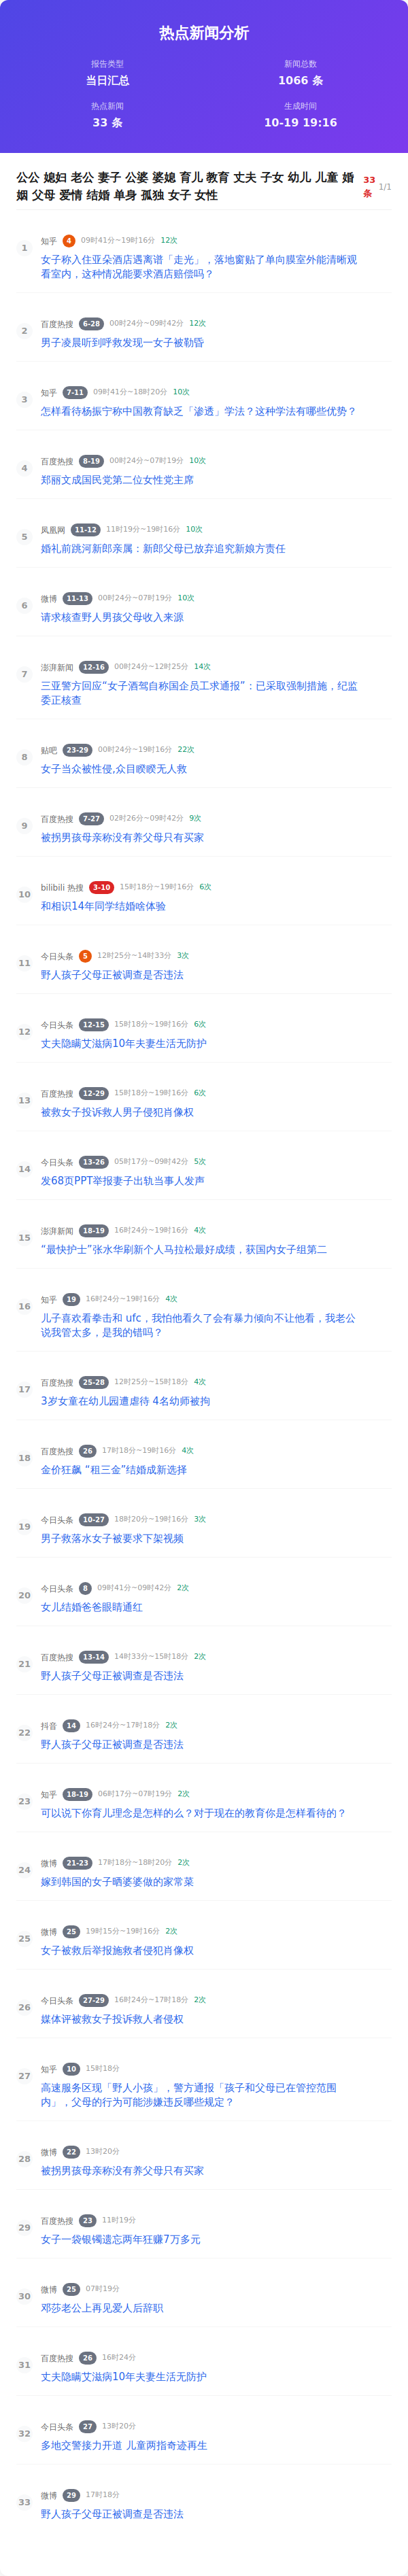 热点新闻分析
报告类型
当日汇总
新闻总数
1066 条
热点新闻
33 条
生成时间
10-19 19:16
公公 媳妇 老公 妻子 公婆 婆媳 育儿 教育 丈夫 子女 幼儿 儿童 婚
姻 父母 爱情 结婚 单身 孤独 女子 女性
33
条
1/1
1
知乎 4 09时41分~19时16分 12次
女子称入住亚朵酒店遇离谱「走光」，落地窗贴了单向膜室外能清晰观
看室内，这种情况能要求酒店赔偿吗？
2
百度热搜 6-28 00时24分~09时42分 12次
男子凌晨听到呼救发现一女子被勒昏
3
知乎 7-11 09时41分~18时20分 10次
怎样看待杨振宁称中国教育缺乏「渗透」学法？这种学法有哪些优势？
4
百度热搜 8-19 00时24分~07时19分 10次
郑丽文成国民党第二位女性党主席
5
凤凰网 11-12 11时19分~19时16分 10次
婚礼前跳河新郎亲属：新郎父母已放弃追究新娘方责任
6
微博 11-13 00时24分~07时19分 10次
请求核查野人男孩父母收入来源
7
澎湃新闻 12-16 00时24分~12时25分 14次
三亚警方回应“女子酒驾自称国企员工求通报”：已采取强制措施，纪监
委正核查
8
贴吧 23-29 00时24分~19时16分 22次
女子当众被性侵,众目睽睽无人救
9
百度热搜 7-27 02时26分~09时42分 9次
被拐男孩母亲称没有养父母只有买家
10
bilibili 热搜 3-10 15时18分~19时16分 6次
和相识14年同学结婚啥体验
11
今日头条 5 12时25分~14时33分 3次
野人孩子父母正被调查是否违法
12
今日头条 12-15 15时18分~19时16分 6次
丈夫隐瞒艾滋病10年夫妻生活无防护
13
百度热搜 12-29 15时18分~19时16分 6次
被救女子投诉救人男子侵犯肖像权
14
今日头条 13-26 05时17分~09时42分 5次
发68页PPT举报妻子出轨当事人发声
15
澎湃新闻 18-19 16时24分~19时16分 4次
“最快护士”张水华刷新个人马拉松最好成绩，获国内女子组第二
16
知乎 19 16时24分~19时16分 4次
儿子喜欢看拳击和 ufc，我怕他看久了会有暴力倾向不让他看，我老公
说我管太多，是我的错吗？
17
百度热搜 25-28 12时25分~15时18分 4次
3岁女童在幼儿园遭虐待 4名幼师被拘
18
百度热搜 26 17时18分~19时16分 4次
金价狂飙 “租三金”结婚成新选择
19
今日头条 10-27 18时20分~19时16分 3次
男子救落水女子被要求下架视频
20
今日头条 8 09时41分~09时42分 2次
女儿结婚爸爸眼睛通红
21
百度热搜 13-14 14时33分~15时18分 2次
野人孩子父母正被调查是否违法
22
抖音 14 16时24分~17时18分 2次
野人孩子父母正被调查是否违法
23
知乎 18-19 06时17分~07时19分 2次
可以说下你育儿理念是怎样的么？对于现在的教育你是怎样看待的？
24
微博 21-23 17时18分~18时20分 2次
嫁到韩国的女子晒婆婆做的家常菜
25
微博 25 19时15分~19时16分 2次
女子被救后举报施救者侵犯肖像权
26
今日头条 27-29 16时24分~17时18分 2次
媒体评被救女子投诉救人者侵权
27
知乎 10 15时18分
高速服务区现「野人小孩」，警方通报「孩子和父母已在管控范围
内」，父母的行为可能涉嫌违反哪些规定？
28
微博 22 13时20分
被拐男孩母亲称没有养父母只有买家
29
百度热搜 23 11时19分
女子一袋银镯遗忘两年狂赚7万多元
30
微博 25 07时19分
邓莎老公上再见爱人后辞职
31
百度热搜 26 16时24分
丈夫隐瞒艾滋病10年夫妻生活无防护
32
今日头条 27 13时20分
多地交警接力开道 儿童两指奇迹再生
33
微博 29 17时18分
野人孩子父母正被调查是否违法